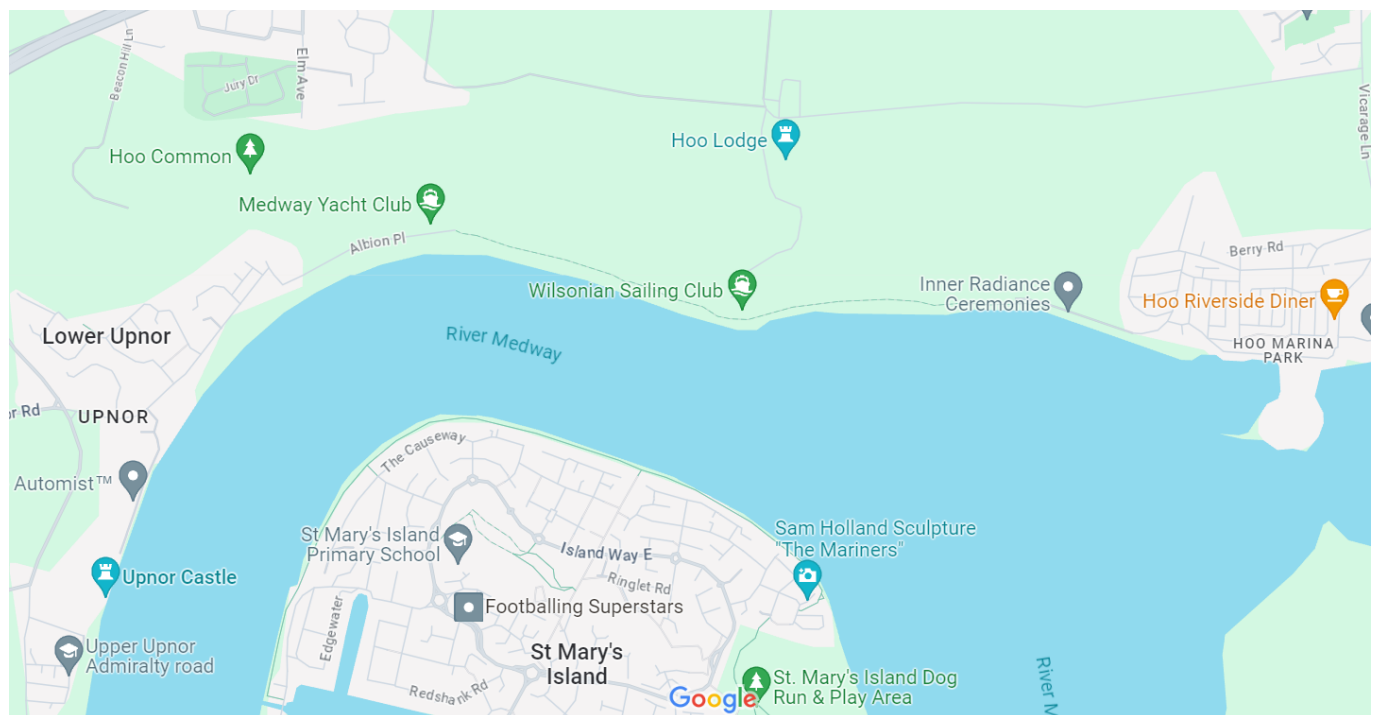 Beacon Hill Ln
Elm Ave
Jury Dr
Vicarage Ln
Hoo Common
Hoo Lodge
Medway Yacht Club
Albion Pl
Berry Rd
Wilsonian Sailing Club
Inner Radiance
Ceremonies
Hoo Riverside Diner
Lower Upnor
River Medway
HOO MARINA
PARK
UPNOR
The Causeway
Automist™
St Mary's Island
Primary School
Island Way E
Sam Holland Sculpture
"The Mariners"
Upnor Castle
Ringlet Rd
Footballing Superstars
Edgewater
Upper Upnor
Admiralty road
St Mary's
Island
Redshank Rd
Google
St. Mary's Island Dog
Run & Play Area
River M